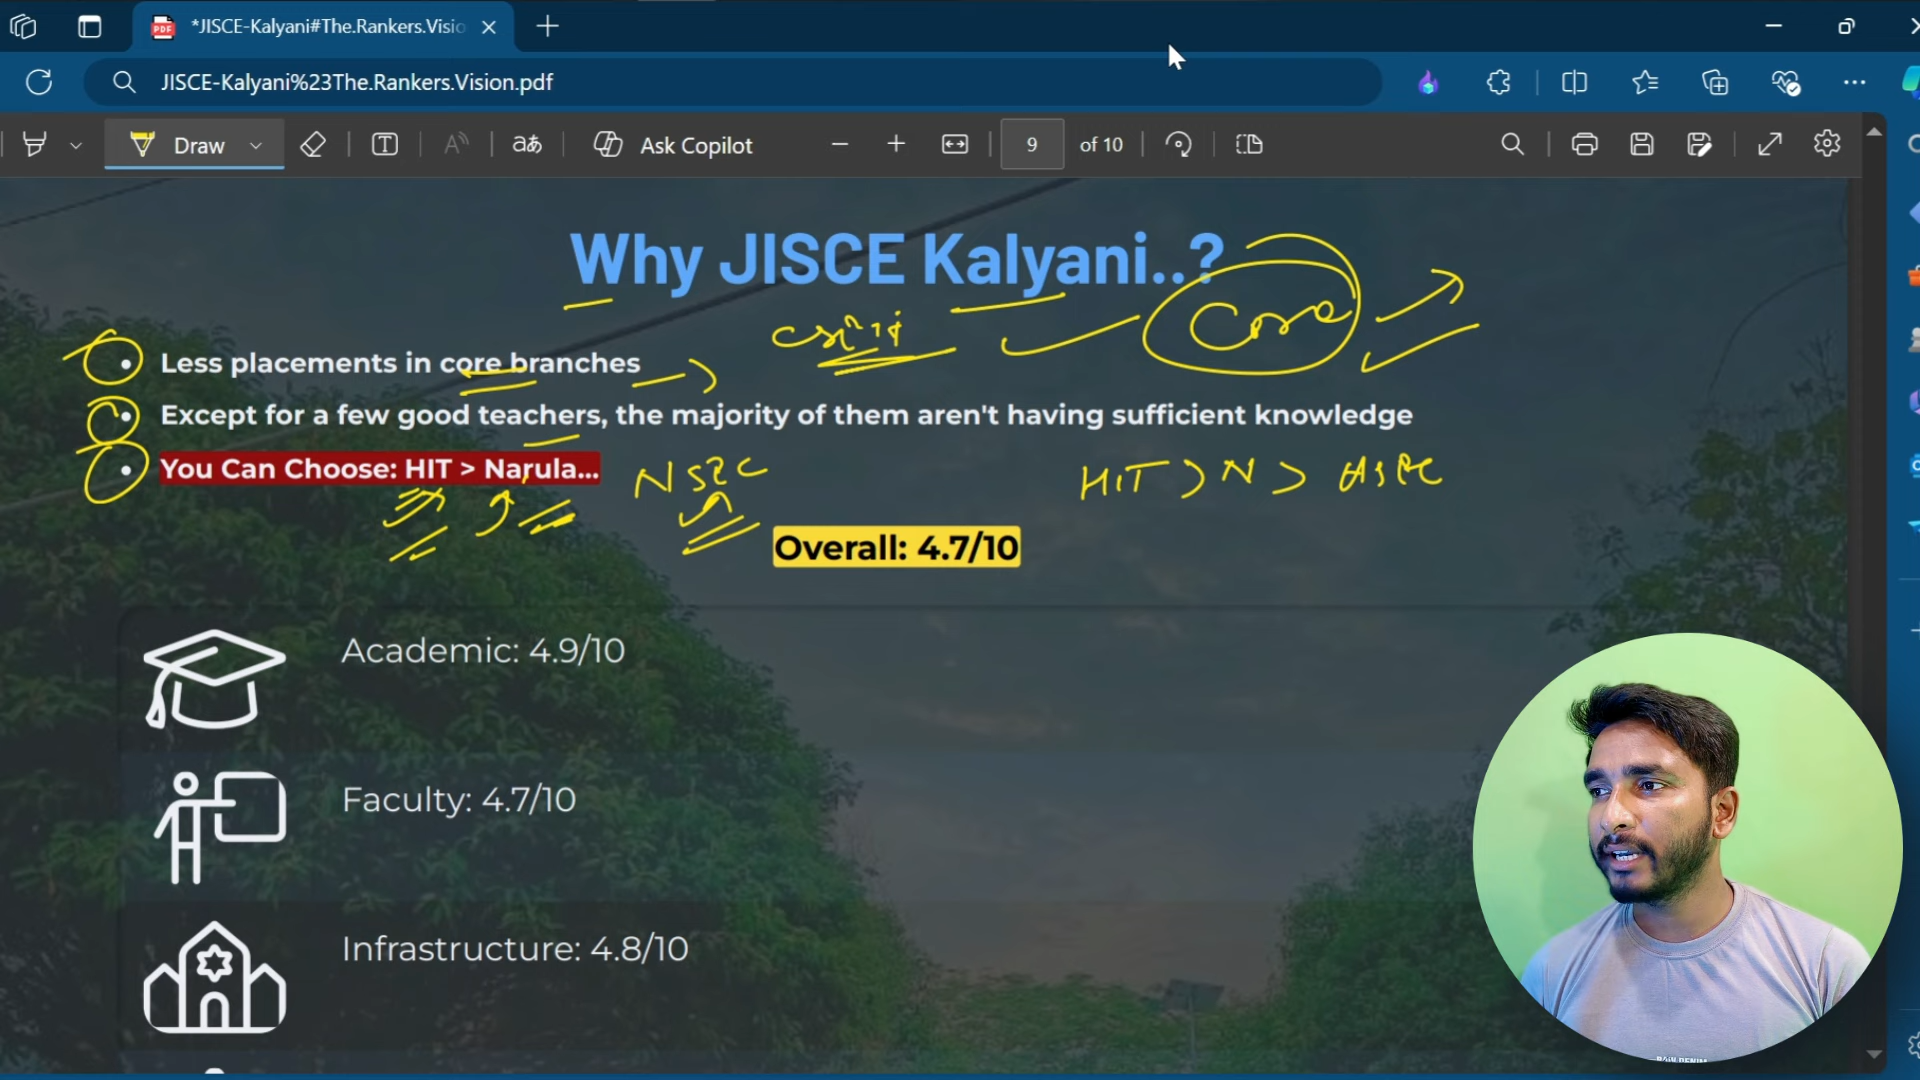 *JISCE-Kalyani#The.Rankers.Visio
JISCE-Kalyani%23The.Rankers.Vision.pdf
Draw
Ask Copilot
9 of 10
Why JISCE Kalyani..?
Core
Less placements in core branches
Except for a few good teachers, the majority of them aren't having sufficient knowledge
You Can Choose: HIT > Narula...
HIT > N >
Overall: 4.7/10
Academic: 4.9/10
Faculty: 4.7/10
Infrastructure: 4.8/10